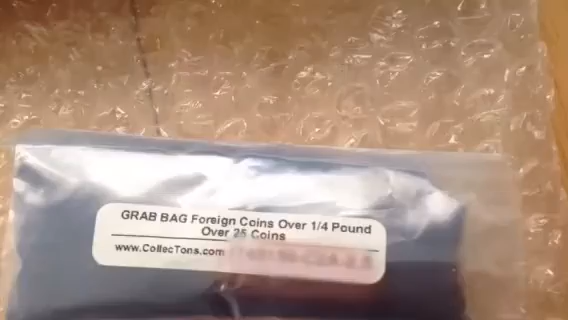 GRAB BAG Foreign Coins Over 1/4 Pound
Over 25 Coins
www.CollecTons.com